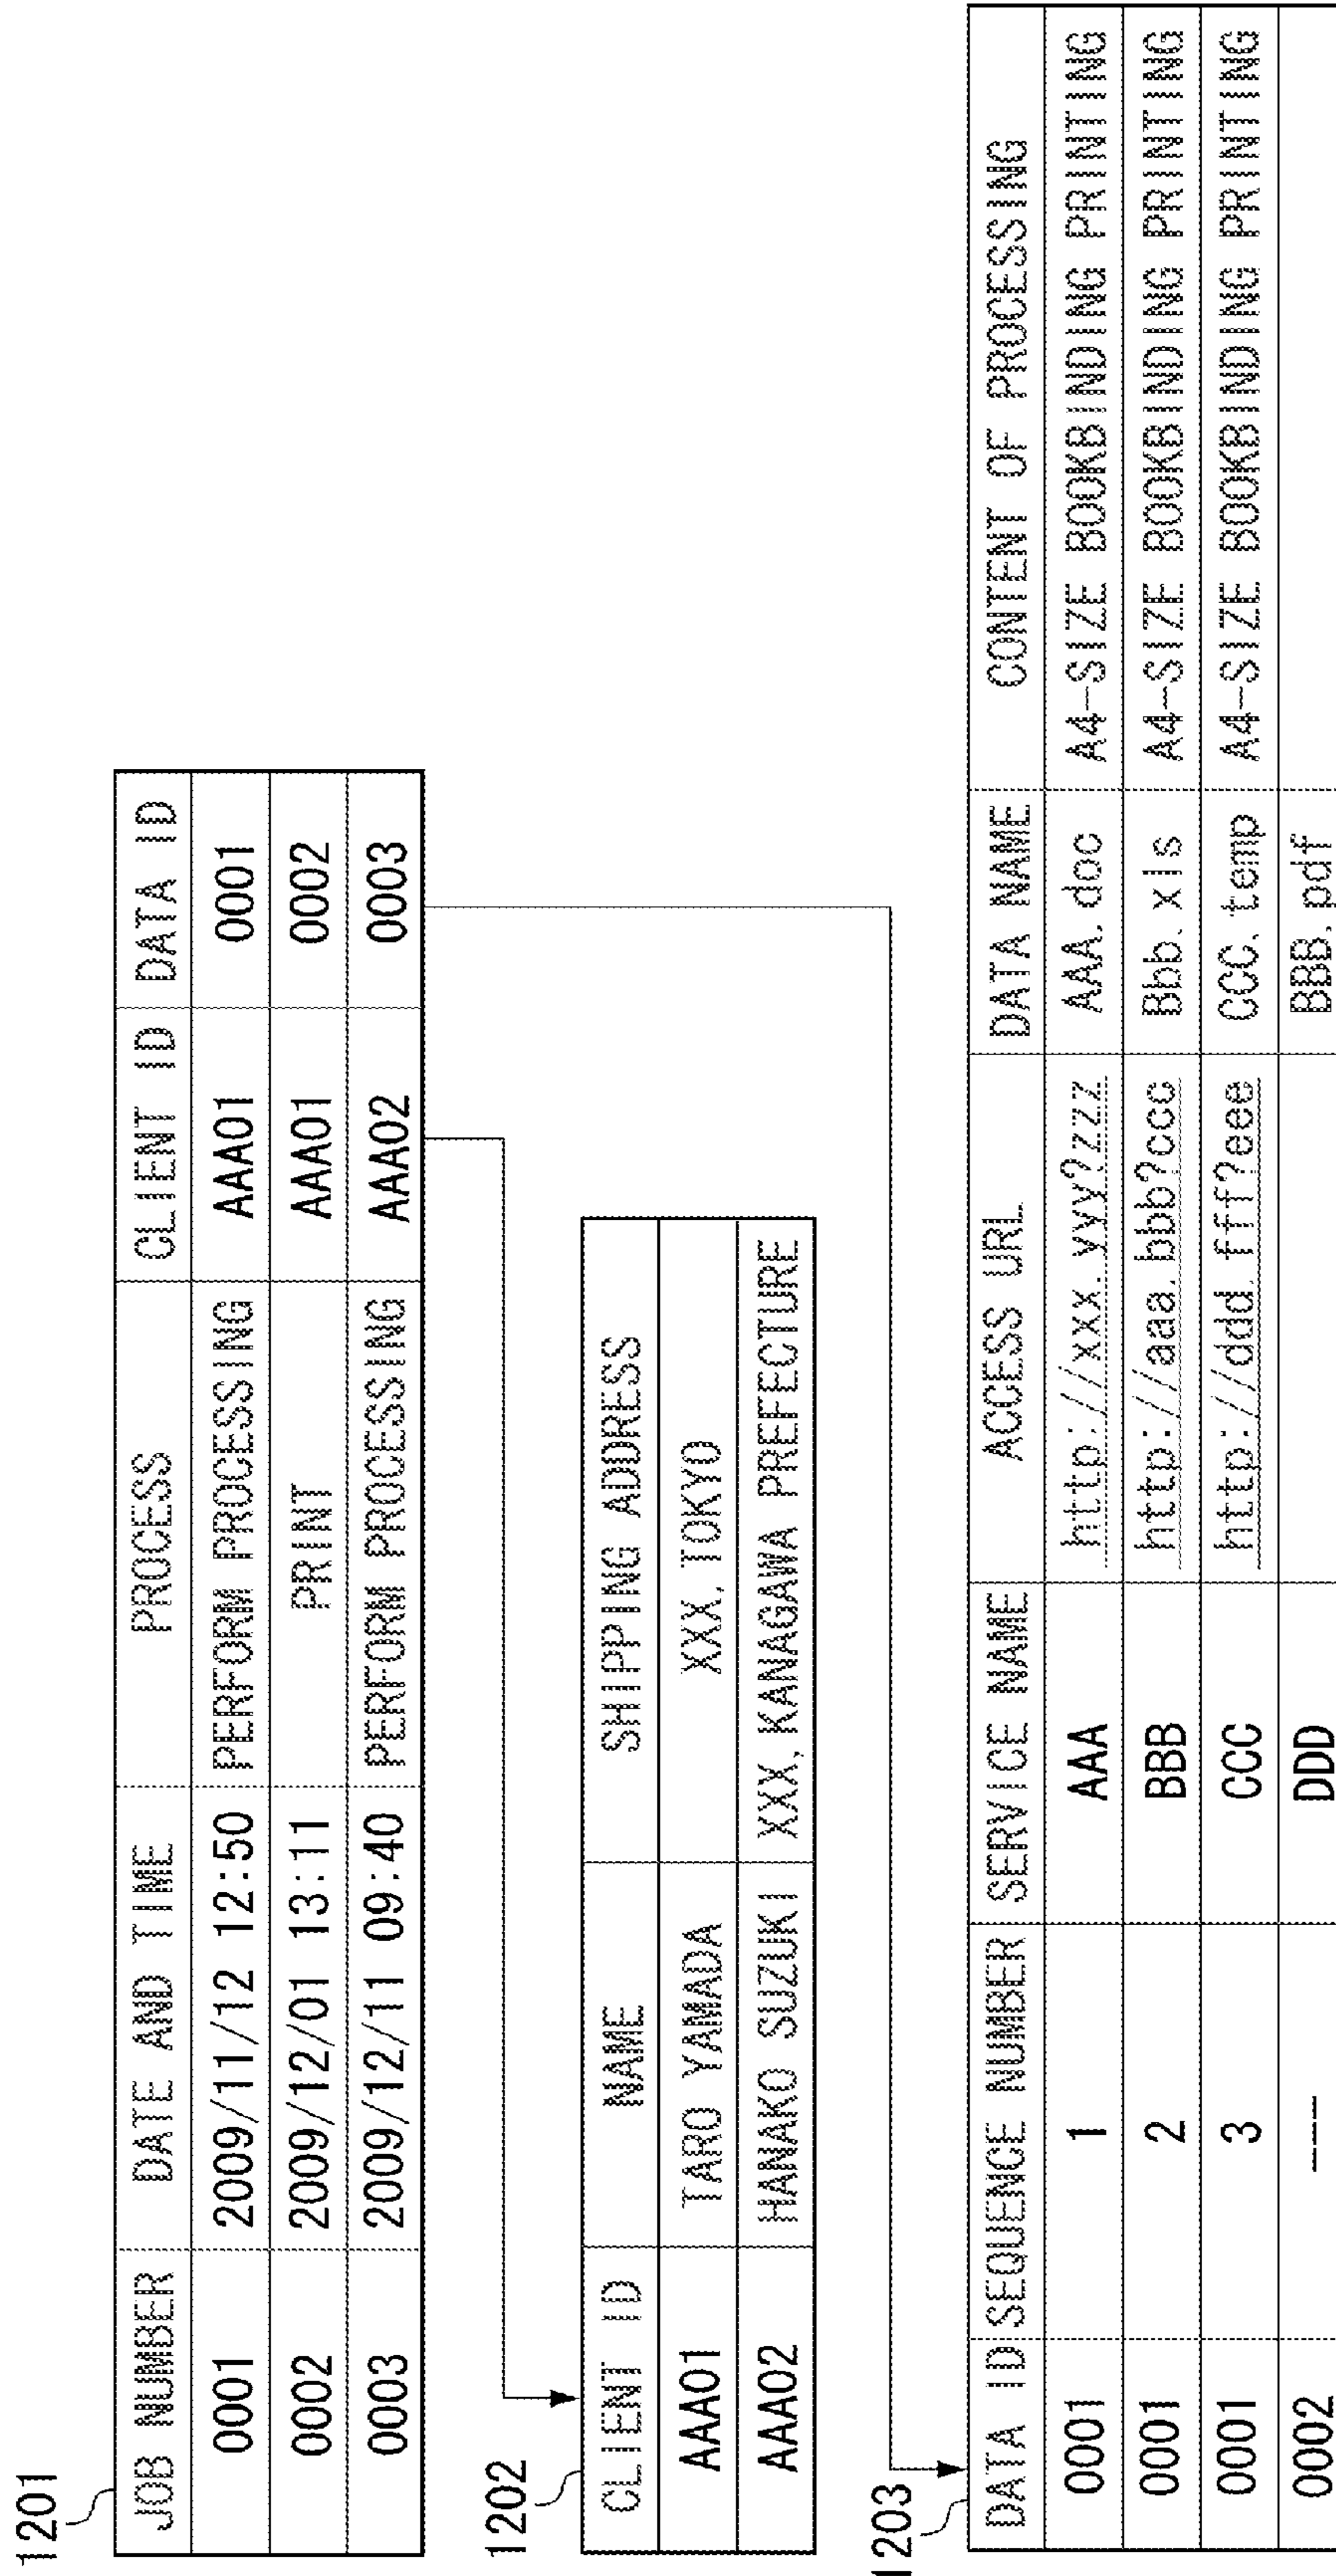 1201
JOB NUMBER DATE AND TIME PROCESS CLIENT ID DATA ID
0001 2009/11/12 12:50 PERFORM PROCESSING AAA01 0001
0002 2009/12/01 13:11 PRINT AAA01 0002
0003 2009/12/11 09:40 PERFORM PROCESSING AAA02 0003
1202
CLIENT ID NAME SHIPPING ADDRESS
AAA01 TARO YAMADA XXX, TOKYO
AAA02 HANAKO SUZUKI XXX, KANAGAWA PREFECTURE
1203
DATA ID SEQUENCE NUMBER SERVICE NAME ACCESS URL DATA NAME CONTENT OF PROCESSING
0001 1 AAA http://xxx.yyy?zzz AAA.doc A4-SIZE BOOKBINDING PRINTING
0001 2 BBB http://aaa.bbb?ccc Bbb.xls A4-SIZE BOOKBINDING PRINTING
0001 3 CCC http://ddd.fff?eee CCC.temp A4-SIZE BOOKBINDING PRINTING
0002 --- DDD BBB.pdf